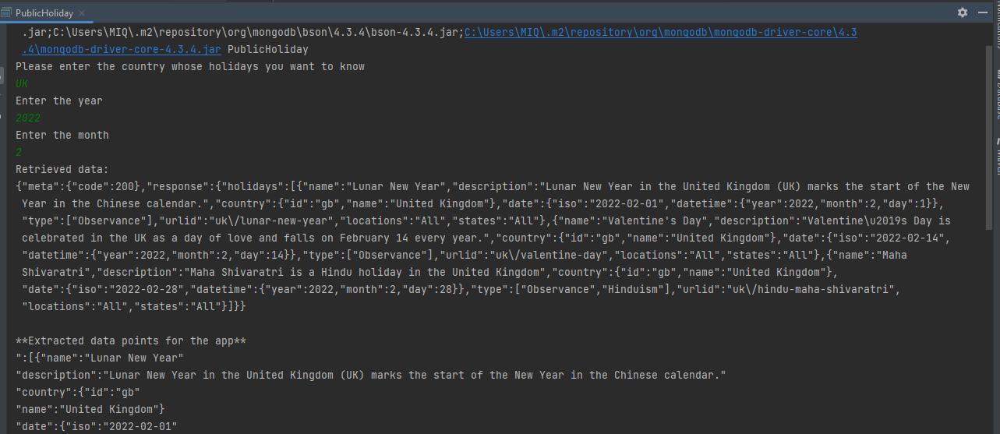 PublicHoliday
.jar;C:\Users\MIQ\.m2\repository\org\mongodb\bson\4.3.4\bson-4.3.4.jar;C:\Users\MIQ\.m2\repository\org\mongodb\mongodb-driver-core\4.3
.4\mongodb-driver-core-4.3.4.jar PublicHoliday
Please enter the country whose holidays you want to know
UK
Enter the year
2022
Enter the month
2
Retrieved data:
{"meta":{"code":200},"response":{"holidays":[{"name":"Lunar New Year","description":"Lunar New Year in the United Kingdom (UK) marks the start of the New
Year in the Chinese calendar.","country":{"id":"gb","name":"United Kingdom"},"date":{"iso":"2022-02-01","datetime":{"year":2022,"month":2,"day":1}},
"type":["Observance"],"urlid":"uk\/lunar-new-year","locations":"All","states":"All"},{"name":"Valentine's Day","description":"Valentine\u2019s Day is
celebrated in the UK as a day of love and falls on February 14 every year.","country":{"id":"gb","name":"United Kingdom"},"date":{"iso":"2022-02-14",
"datetime":{"year":2022,"month":2,"day":14}},"type":["Observance"],"urlid":"uk\/valentine-day","locations":"All","states":"All"},{"name":"Maha
Shivaratri","description":"Maha Shivaratri is a Hindu holiday in the United Kingdom","country":{"id":"gb","name":"United Kingdom"},
"date":{"iso":"2022-02-28","datetime":{"year":2022,"month":2,"day":28}},"type":["Observance","Hinduism"],"urlid":"uk\/hindu-maha-shivaratri",
"locations":"All","states":"All"}]}}
**Extracted data points for the app**
":[{"name":"Lunar New Year"
"description":"Lunar New Year in the United Kingdom (UK) marks the start of the New Year in the Chinese calendar."
"country":{"id":"gb"
"name":"United Kingdom"}
"date":{"iso":"2022-02-01"